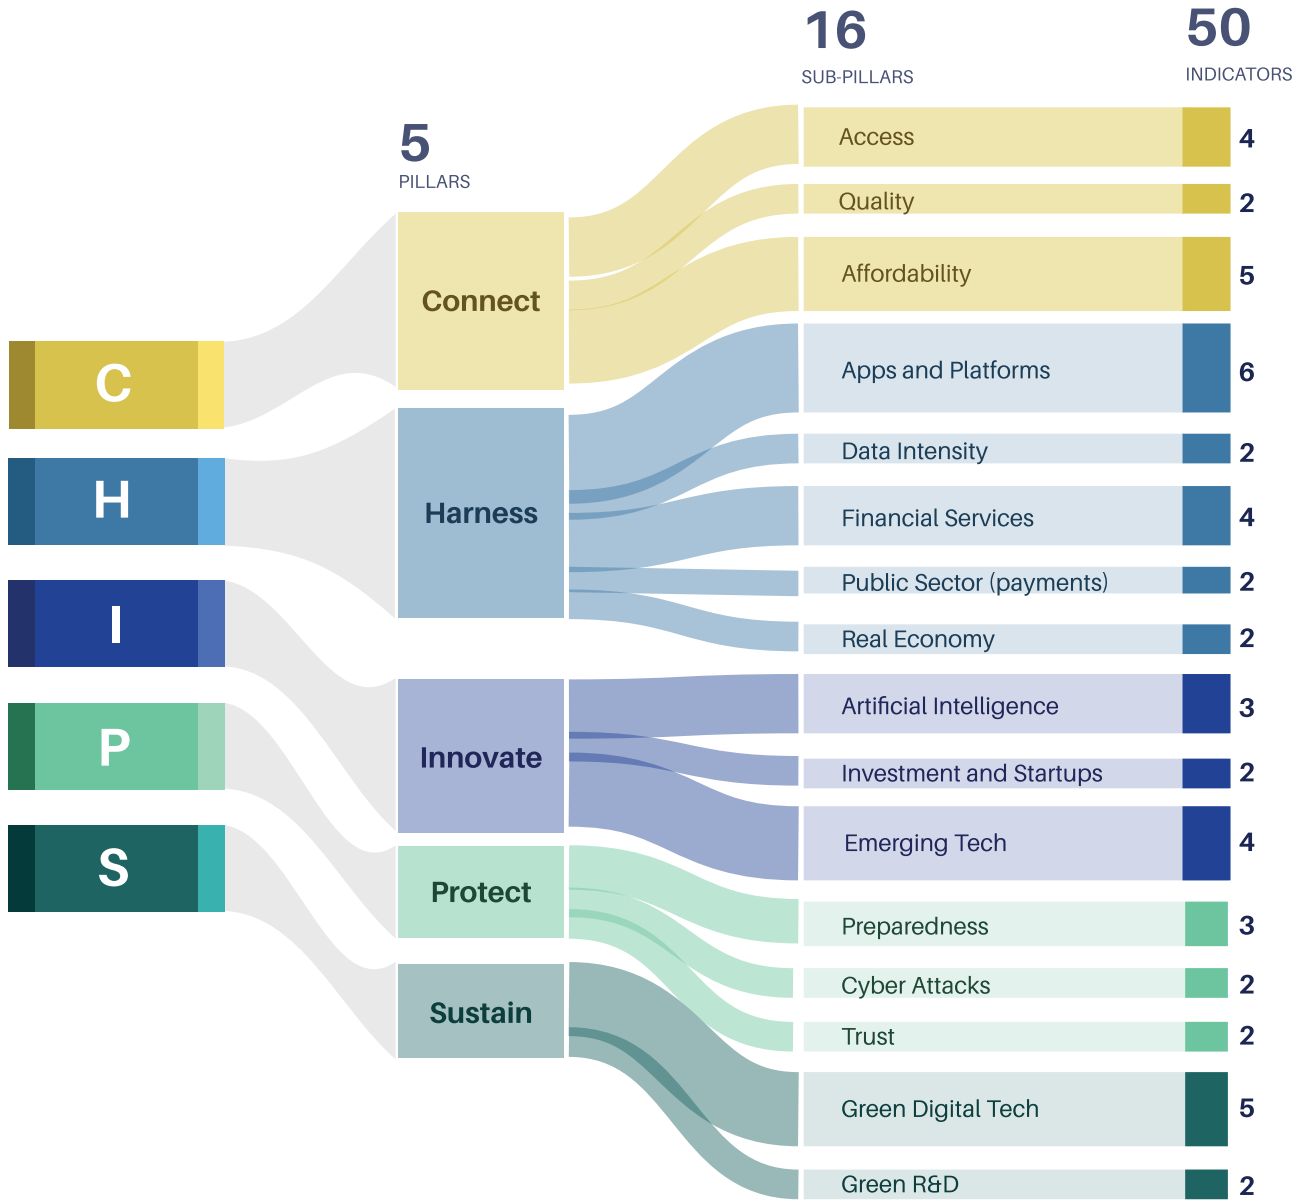 16
SUB-PILLARS
50
INDICATORS
5
PILLARS
C
H
I
P
S
Connect
Harness
Innovate
Protect
Sustain
Access 4
Quality 2
Affordability 5
Apps and Platforms 6
Data Intensity 2
Financial Services 4
Public Sector (payments) 2
Real Economy 2
Artificial Intelligence 3
Investment and Startups 2
Emerging Tech 4
Preparedness 3
Cyber Attacks 2
Trust 2
Green Digital Tech 5
Green R&D 2